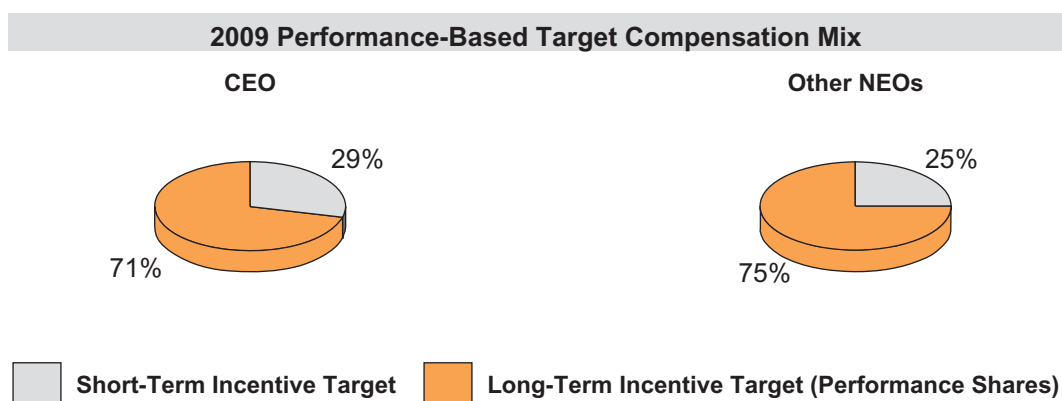 2009 Performance-Based Target Compensation Mix
CEO
Other NEOs
29%
71%
25%
75%
Short-Term Incentive Target
Long-Term Incentive Target (Performance Shares)